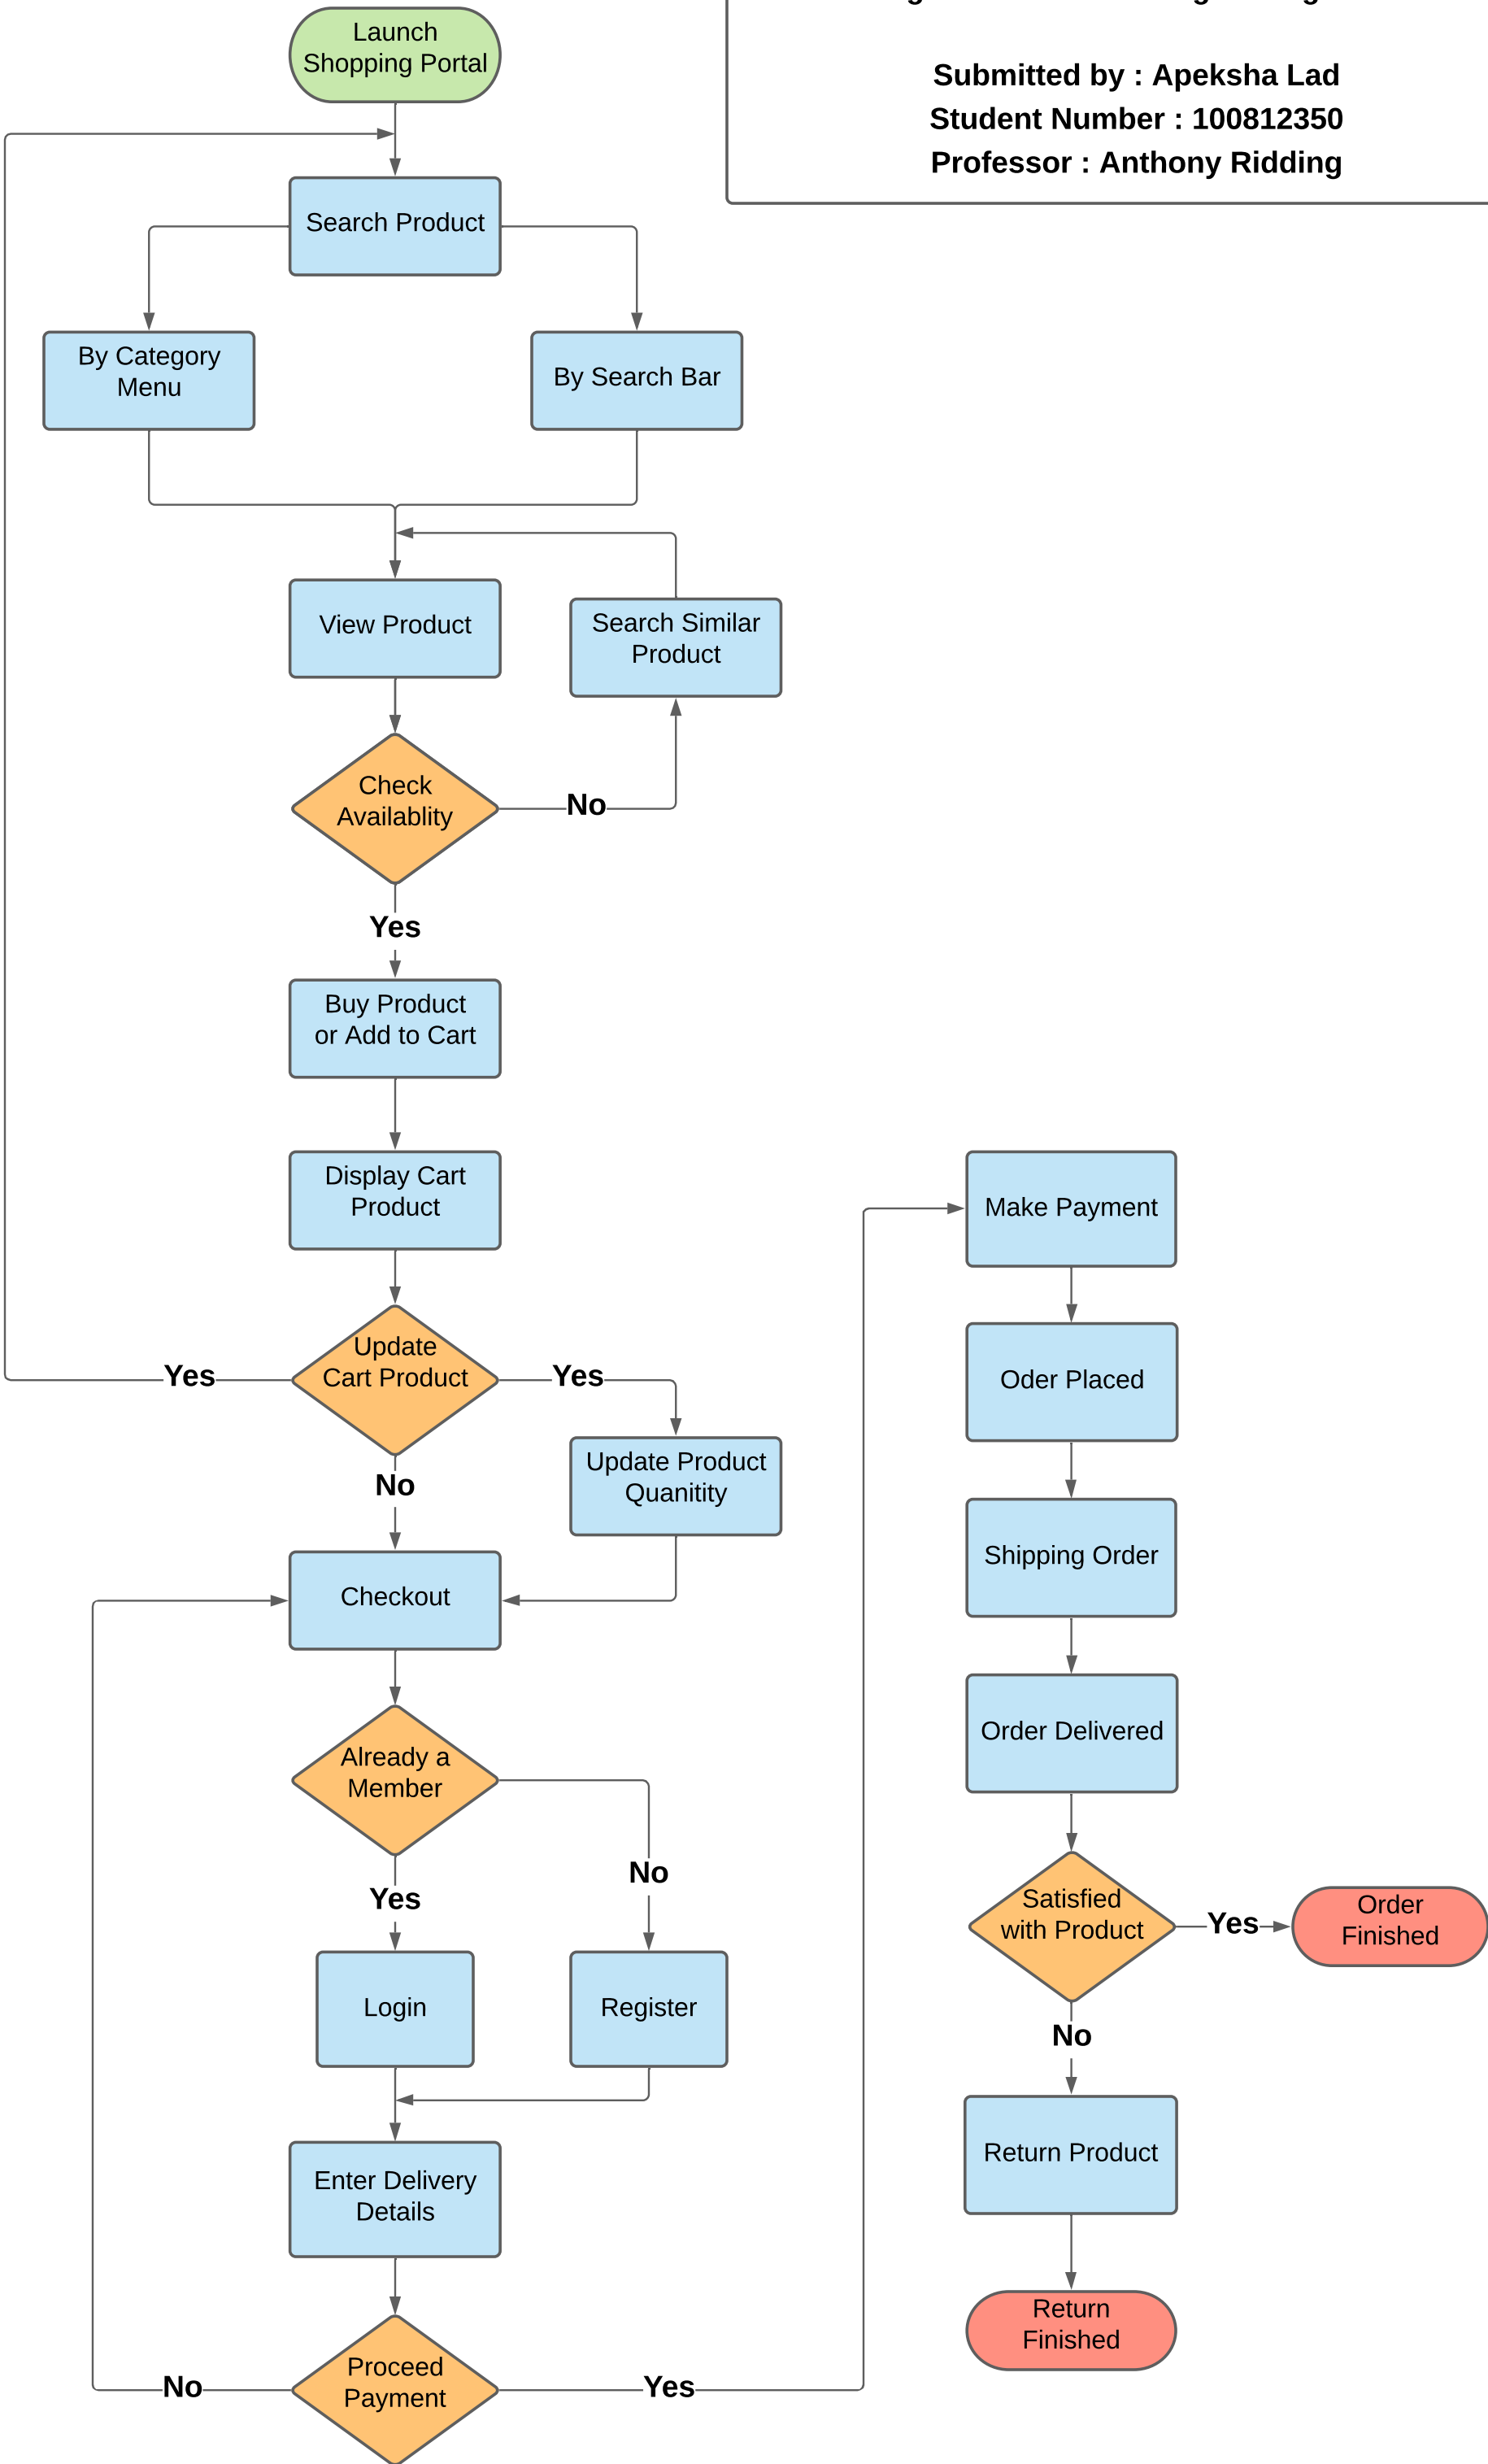 Launch
Shopping Portal
Submitted by : Apeksha Lad
Student Number : 100812350
Professor : Anthony Ridding
Search Product
By Category
Menu
By Search Bar
View Product
Search Similar
Product
Check
Availablity
No
Yes
Buy Product
or Add to Cart
Display Cart
Product
Update
Cart Product
Yes
Yes
No
Update Product
Quanitity
Checkout
Already a
Member
No
Yes
Login
Register
Enter Delivery
Details
Proceed
Payment
No
Yes
Make Payment
Oder Placed
Shipping Order
Order Delivered
Satisfied
with Product
Yes
Order
Finished
No
Return Product
Return
Finished